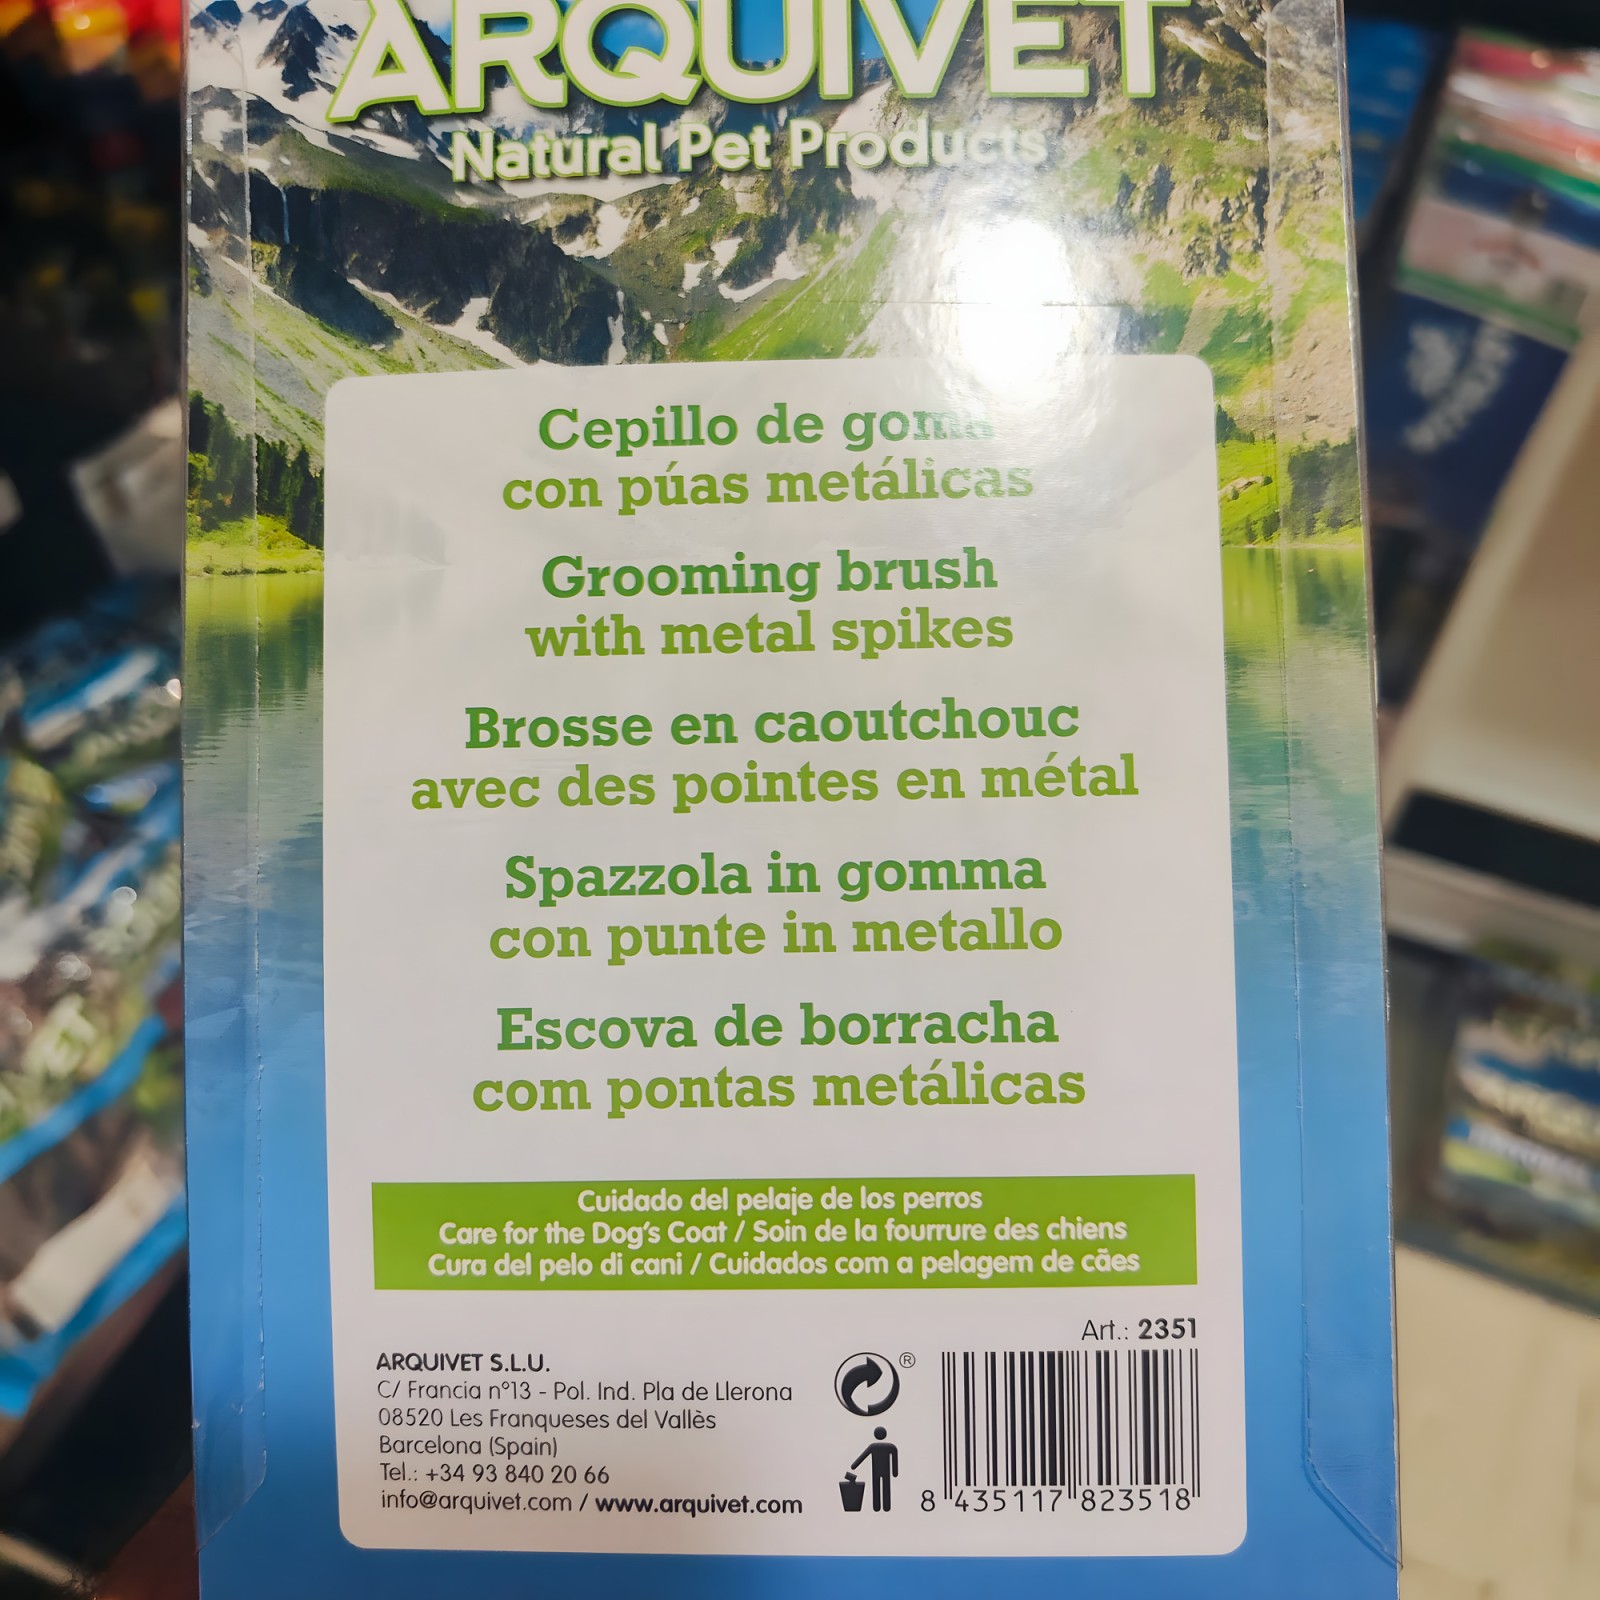 ARQUIVET
Natural Pet Products
Cepillo de goma
con púas metálicas
Grooming brush
with metal spikes
Brosse en caoutchouc
avec des pointes en métal
Spazzola in gomma
con punte in metallo
Escova de borracha
com pontas metálicas
Cuidado del pelaje de los perros
Care for the Dog's Coat / Soin de la fourrure des chiens
Cura del pelo di cani / Cuidados com a pelagem de cães
Art.: 2351
ARQUIVET S.L.U.
C/ Francia nº13 - Pol. Ind. Pla de Llerona
08520 Les Franqueses del Vallès
Barcelona (Spain)
Tel.: +34 93 840 20 66
info@arquivet.com / www.arquivet.com
®
8 435117 823518